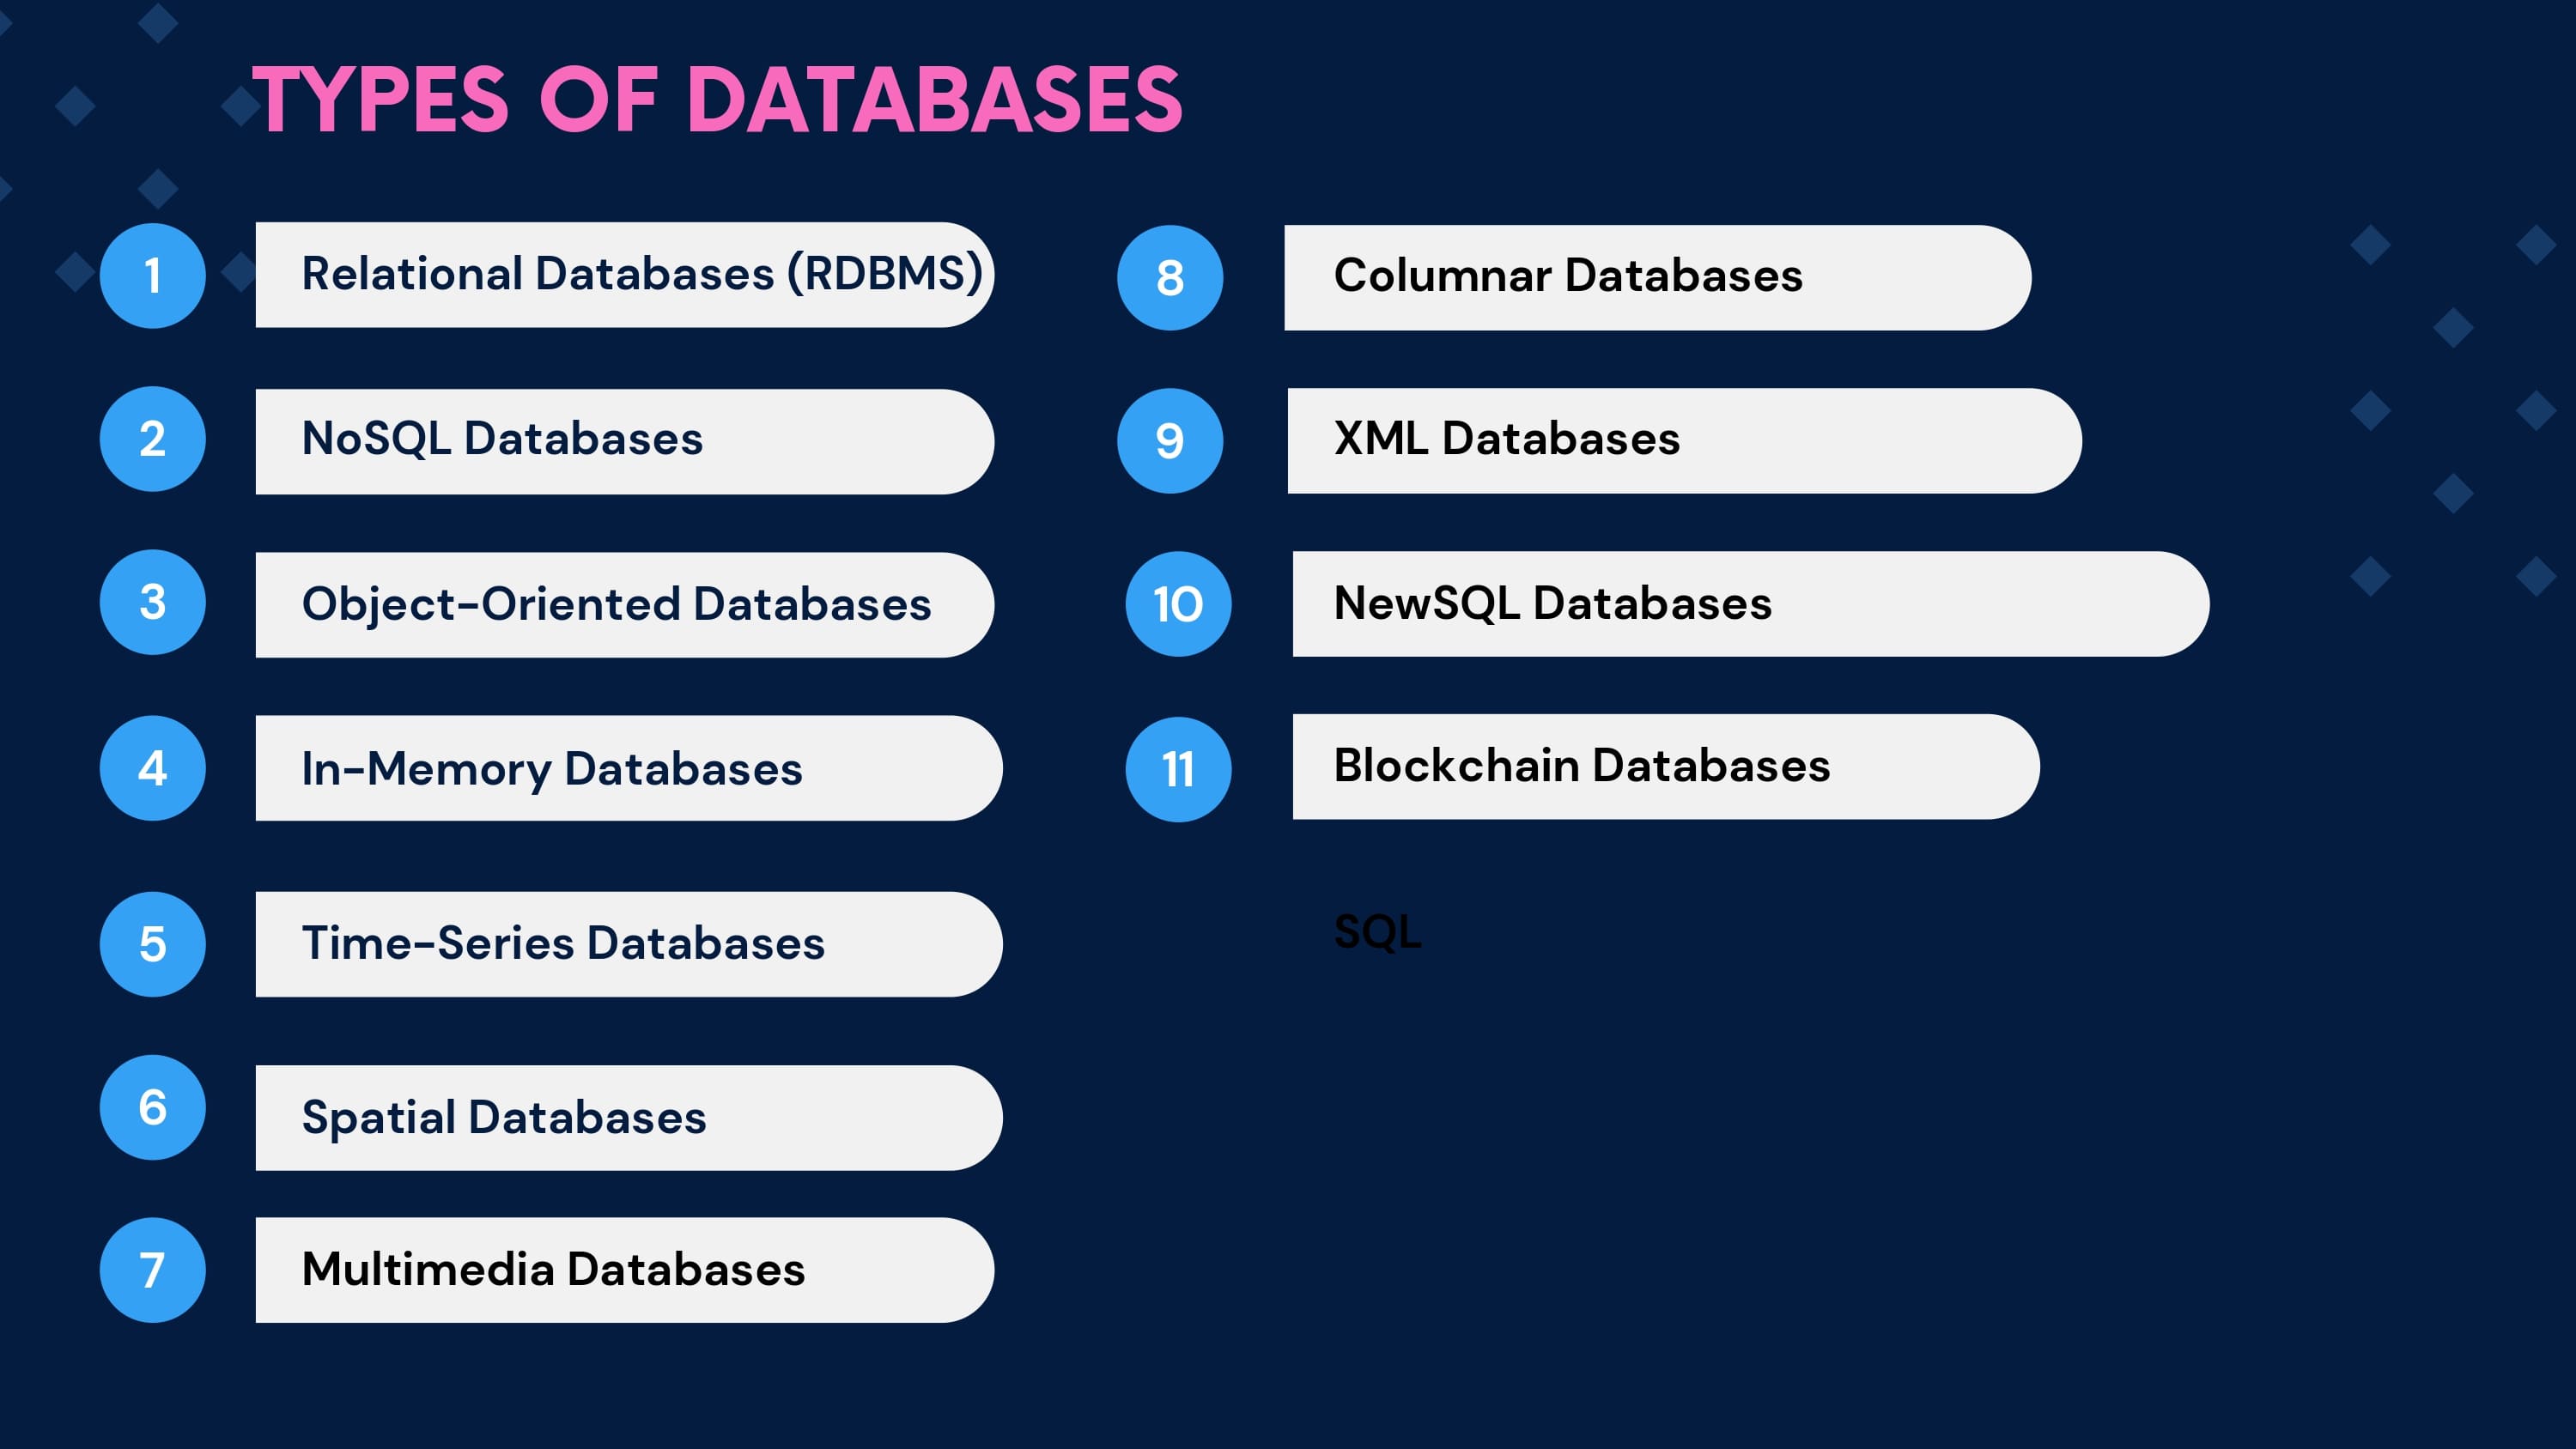 TYPES OF DATABASES
1
Relational Databases (RDBMS)
2
NoSQL Databases
3
Object-Oriented Databases
4
In-Memory Databases
5
Time-Series Databases
6
Spatial Databases
7
Multimedia Databases
8
Columnar Databases
9
XML Databases
10
NewSQL Databases
11
Blockchain Databases
SQL